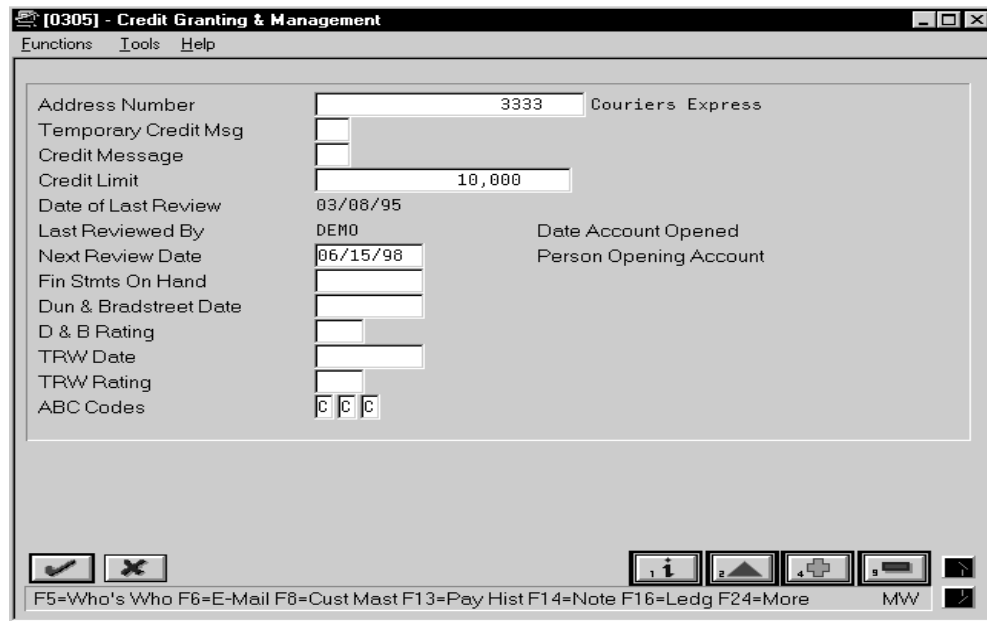 [0305] - Credit Granting & Management
Functions Tools Help
Address Number 3333 Couriers Express
Temporary Credit Msg
Credit Message
Credit Limit 10,000
Date of Last Review 03/08/95
Last Reviewed By DEMO Date Account Opened
Next Review Date 06/15/98 Person Opening Account
Fin Stmts On Hand
Dun & Bradstreet Date
D & B Rating
TRW Date
TRW Rating
ABC Codes C C C
1 i 2 4 9
F5=Who's Who F6=E-Mail F8=Cust Mast F13=Pay Hist F14=Note F16=Ledg F24=More MW